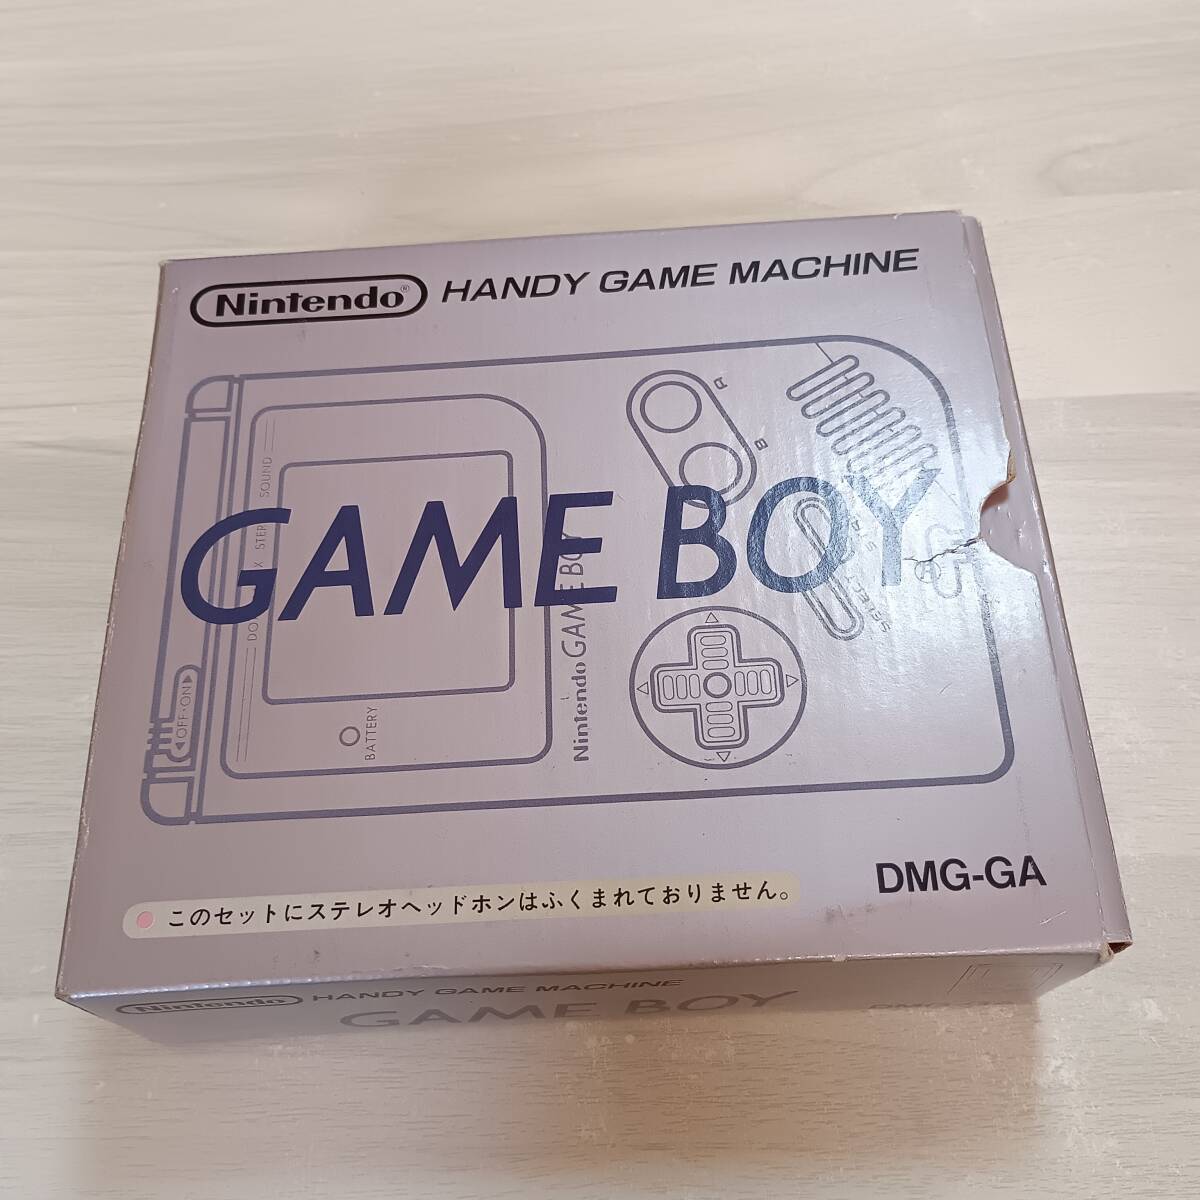 Nintendo® HANDY GAME MACHINE
GAME BOY
A
B
SELECT
SOUND
OFF•ON
BATTERY
Nintendo GAME BOY
DMG-GA
このセットにステレオヘッドホンはふくまれておりません。
Nintendo HANDY GAME MACHINE
GAME BOY